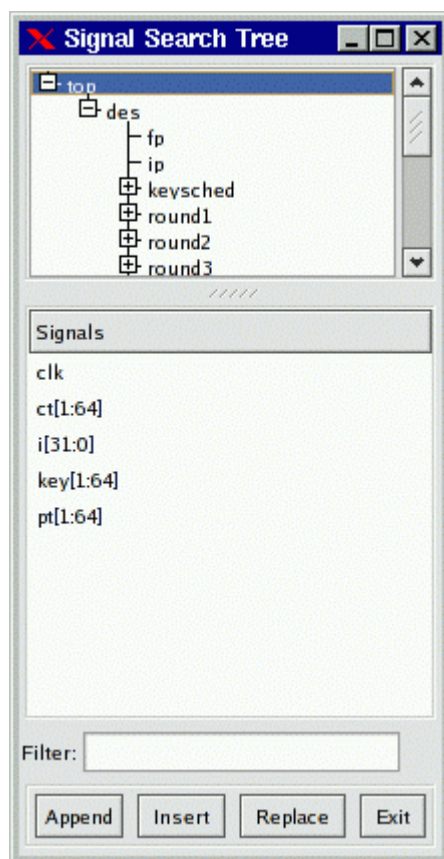 Signal Search Tree
top
des
fp
ip
keysched
round1
round2
round3
Signals
clk
ct[1:64]
i[31:0]
key[1:64]
pt[1:64]
Filter:
Append Insert Replace Exit